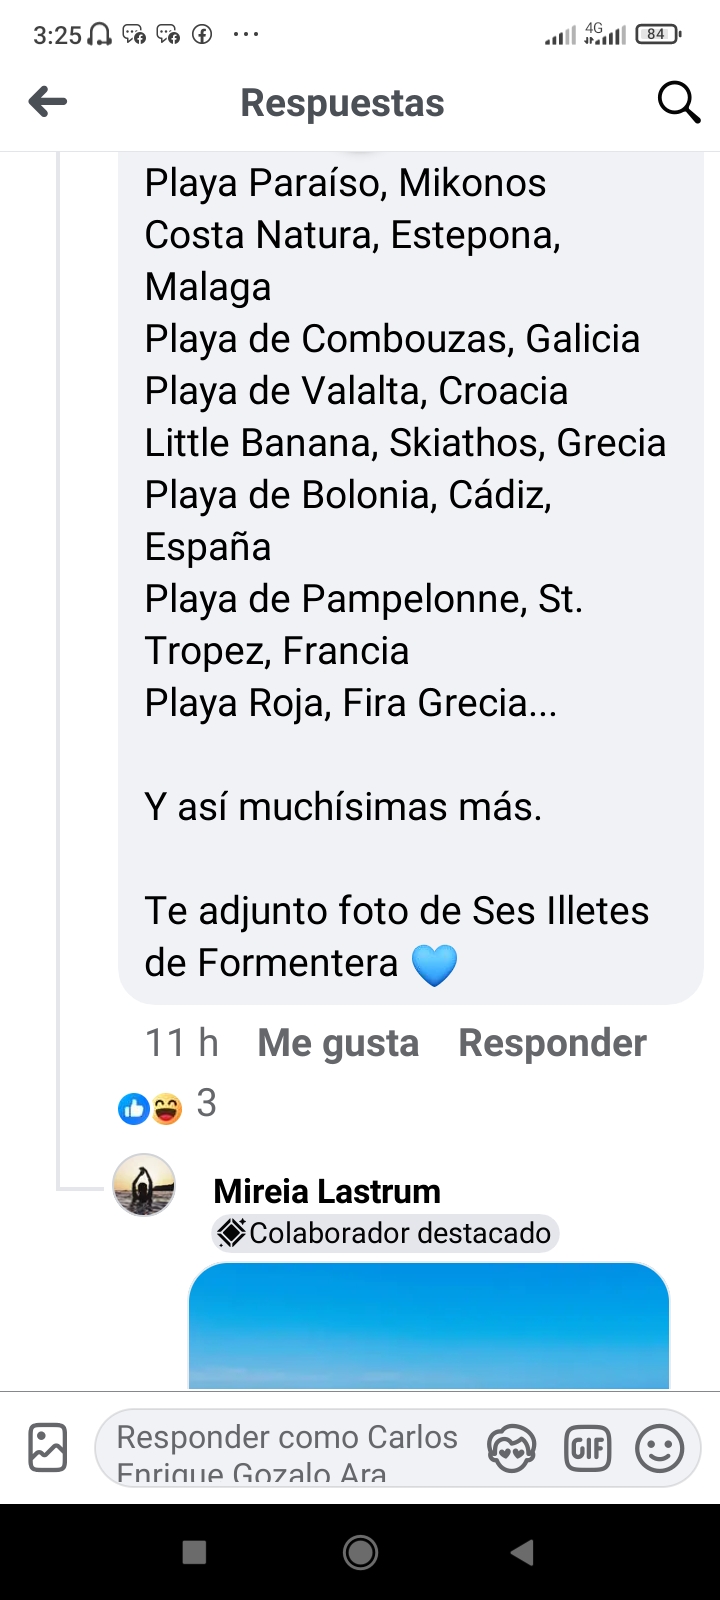 3:25
4G
84
Respuestas
Playa Paraíso, Mikonos
Costa Natura, Estepona,
Malaga
Playa de Combouzas, Galicia
Playa de Valalta, Croacia
Little Banana, Skiathos, Grecia
Playa de Bolonia, Cádiz,
España
Playa de Pampelonne, St.
Tropez, Francia
Playa Roja, Fira Grecia...
Y así muchísimas más.
Te adjunto foto de Ses Illetes
de Formentera 💙
11 h Me gusta Responder
3
Mireia Lastrum
Colaborador destacado
Responder como Carlos
Enrique Gozalo Ara
GIF